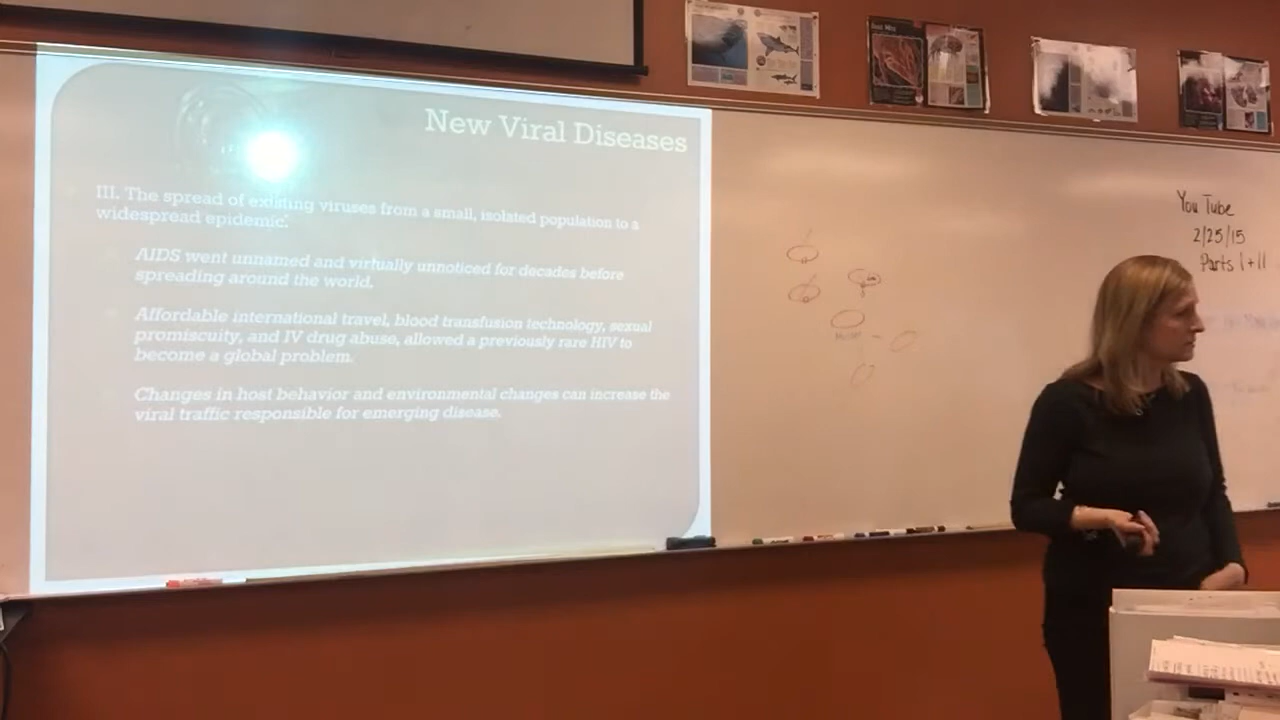 New Viral Diseases
III. The spread of existing viruses from a small, isolated population to a
widespread epidemic.
AIDS went unnamed and virtually unnoticed for decades before
spreading around the world.
Affordable international travel, blood transfusion technology, sexual
promiscuity, and IV drug abuse, allowed a previously rare HIV to
become a global problem.
Changes in host behavior and environmental changes can increase the
viral traffic responsible for emerging disease.
You Tube
2/25/15
Parts I + II